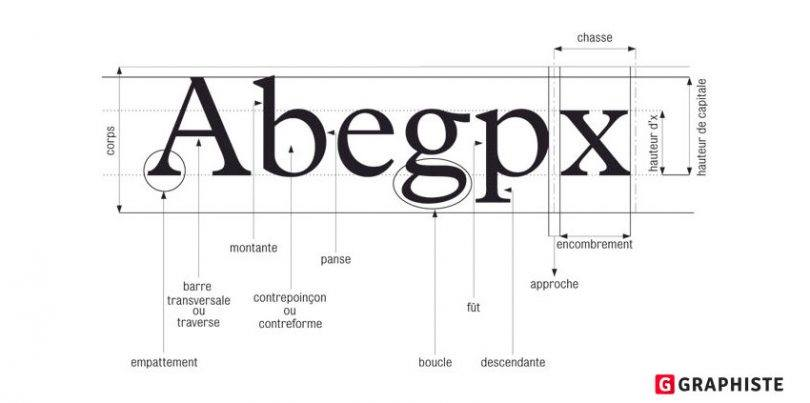 chasse
corps
Abegpx
hauteur d'x
hauteur de capitale
montante
panse
encombrement
approche
barre
transversale
ou
traverse
contrepoinçon
ou
contreforme
fût
empattement
boucle
descendante
G GRAPHISTE